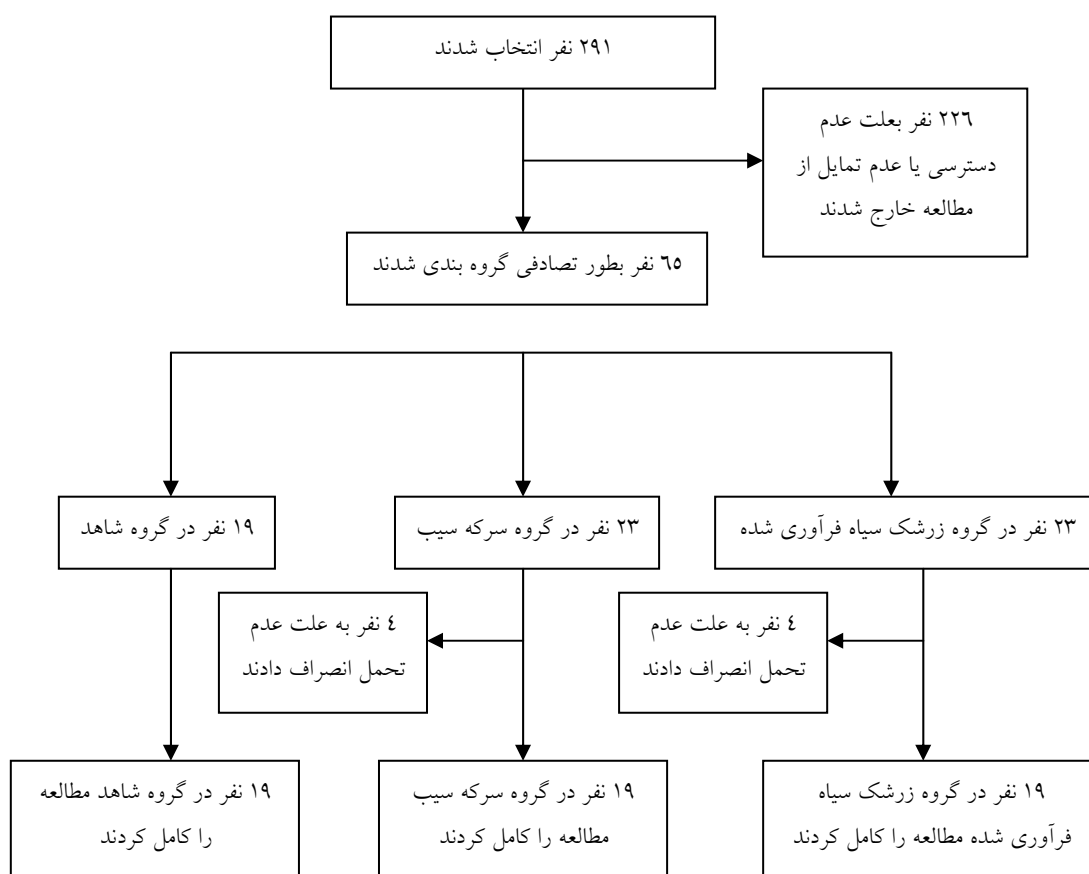 ۲۹۱ نفر انتخاب شدند
۲۲٦ نفر بعلت عدم
دسترسی یا عدم تمایل از
مطالعه خارج شدند
٦٥ نفر بطور تصادفی گروه بندی شدند
۲۳ نفر در گروه زرشک سیاه فرآوری شده
۲۳ نفر در گروه سرکه سیب
۱۹ نفر در گروه شاهد
٤ نفر به علت عدم
تحمل انصراف دادند
٤ نفر به علت عدم
تحمل انصراف دادند
۱۹ نفر در گروه زرشک سیاه
فرآوری شده مطالعه را کامل کردند
۱۹ نفر در گروه سرکه سیب
مطالعه را کامل کردند
۱۹ نفر در گروه شاهد مطالعه
را کامل کردند